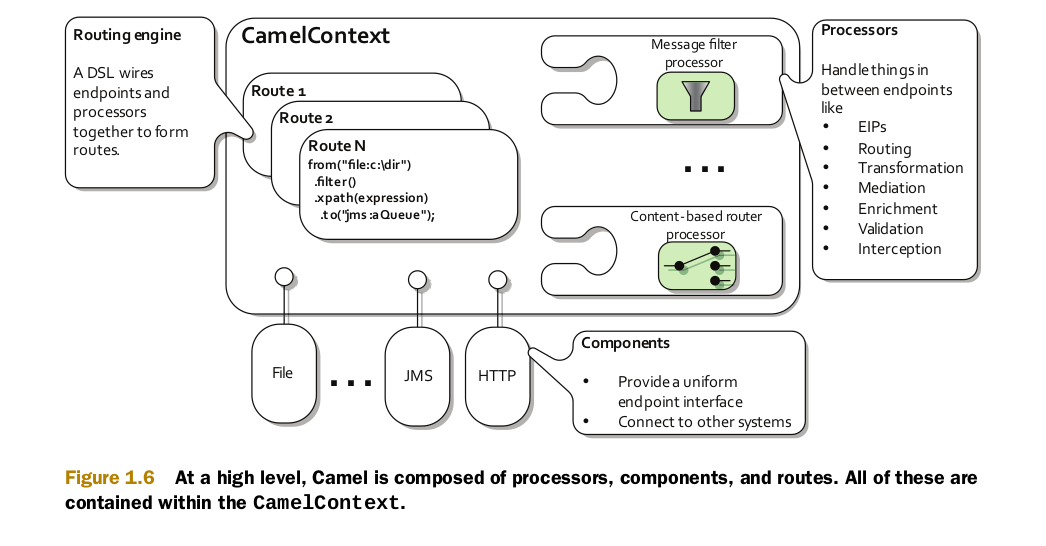 Routing engine
A DSL wires
endpoints and
processors
together to form
routes.
CamelContext
Route 1
Route 2
Route N
from("file:c:\dir")
.filter()
.xpath(expression)
.to("jms:aQueue");
Message filter
processor
...
Content-based router
processor
Processors
Handle things in
between endpoints
like
• EIPs
• Routing
• Transformation
• Mediation
• Enrichment
• Validation
• Interception
File
...
JMS
HTTP
Components
• Provide a uniform
endpoint interface
• Connect to other systems
Figure 1.6 At a high level, Camel is composed of processors, components, and routes. All of these are
contained within the CamelContext.